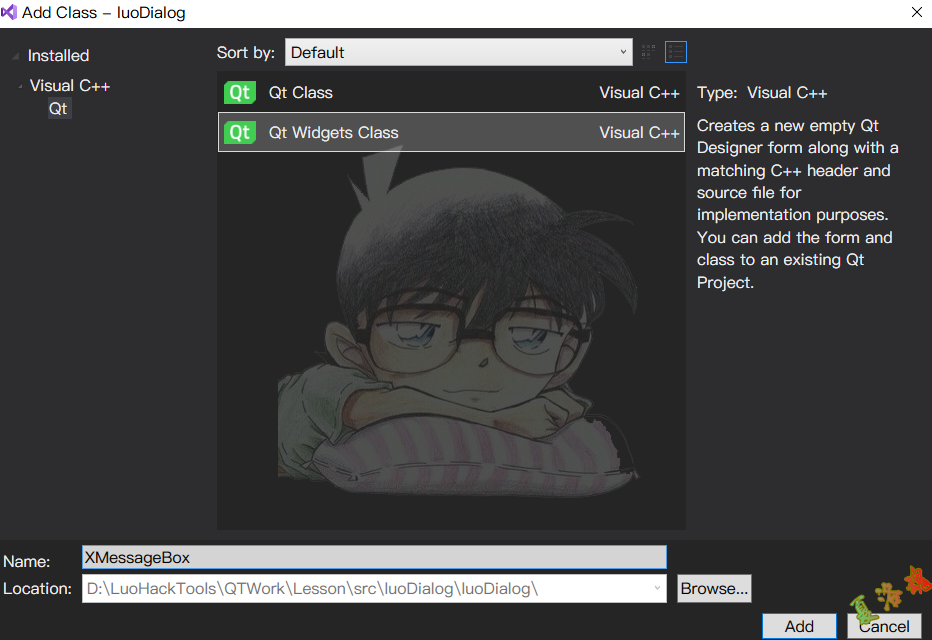 Add Class – luoDialog
Installed
Visual C++
Qt
Sort by: Default
Qt Qt Class Visual C++
Qt Qt Widgets Class Visual C++
Type: Visual C++
Creates a new empty Qt
Designer form along with a
matching C++ header and
source file for
implementation purposes.
You can add the form and
class to an existing Qt
Project.
Name: XMessageBox
Location: D:\LuoHackTools\QTWork\Lesson\src\luoDialog\luoDialog\
Browse...
Add Cancel